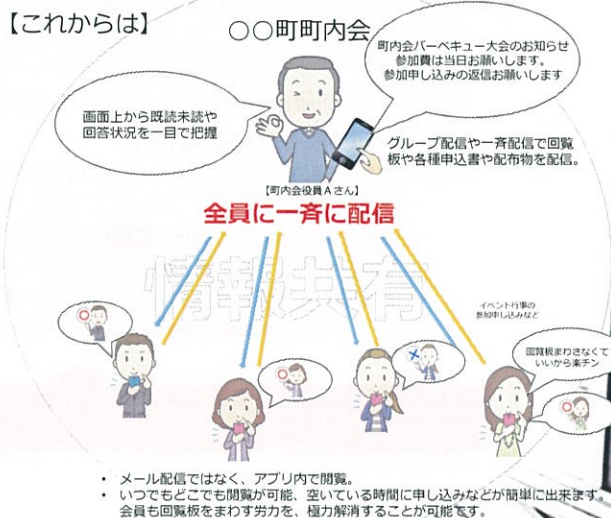 【これからは】
○○町町内会
町内会バーベキュー大会のお知らせ
参加費は当日お願いします。
参加申し込みの返信お願いします
画面上から既読未読や
回答状況を一目で把握
グループ配信や一斉配信で回覧
板や各種申込書や配布物を配信。
【町内会役員Aさん】
全員に一斉に配信
情報共有
イベント行事の
参加申し込みなど
回覧板まわさなくて
いいから楽チン
• メール配信ではなく、アプリ内で閲覧。
• いつでもどこでも閲覧が可能、空いている時間に申し込みなどが簡単に出来ます。
会員も回覧板をまわす労力を、極力解消することが可能です。